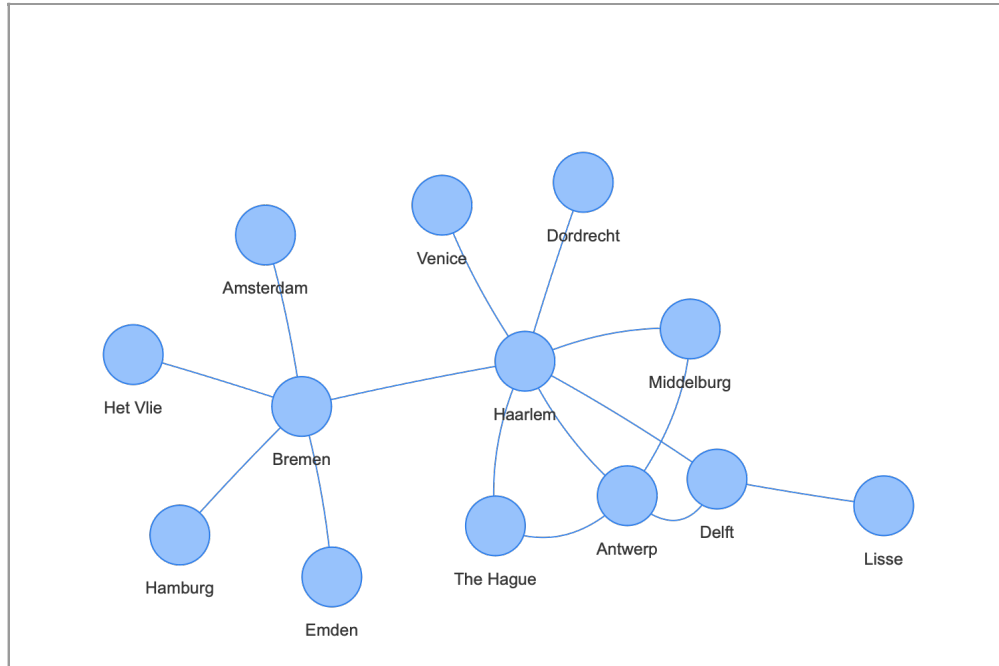 Dordrecht
Venice
Amsterdam
Middelburg
Het Vlie
Haarlem
Bremen
Delft
Antwerp
Lisse
The Hague
Hamburg
Emden